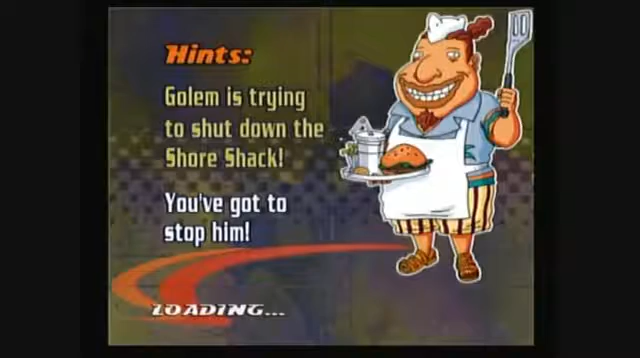 Hints:
Golem is trying
to shut down the
Shore Shack!
You've got to
stop him!
LOADING...